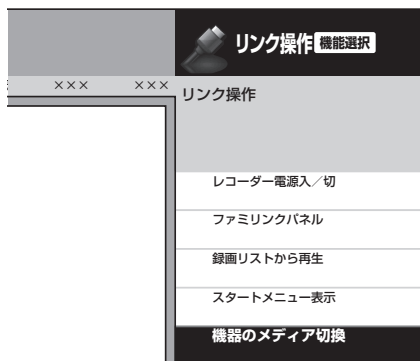 リンク操作 機能選択
××× ×××
リンク操作
レコーダー電源入／切
ファミリンクパネル
録画リストから再生
スタートメニュー表示
機器のメディア切換